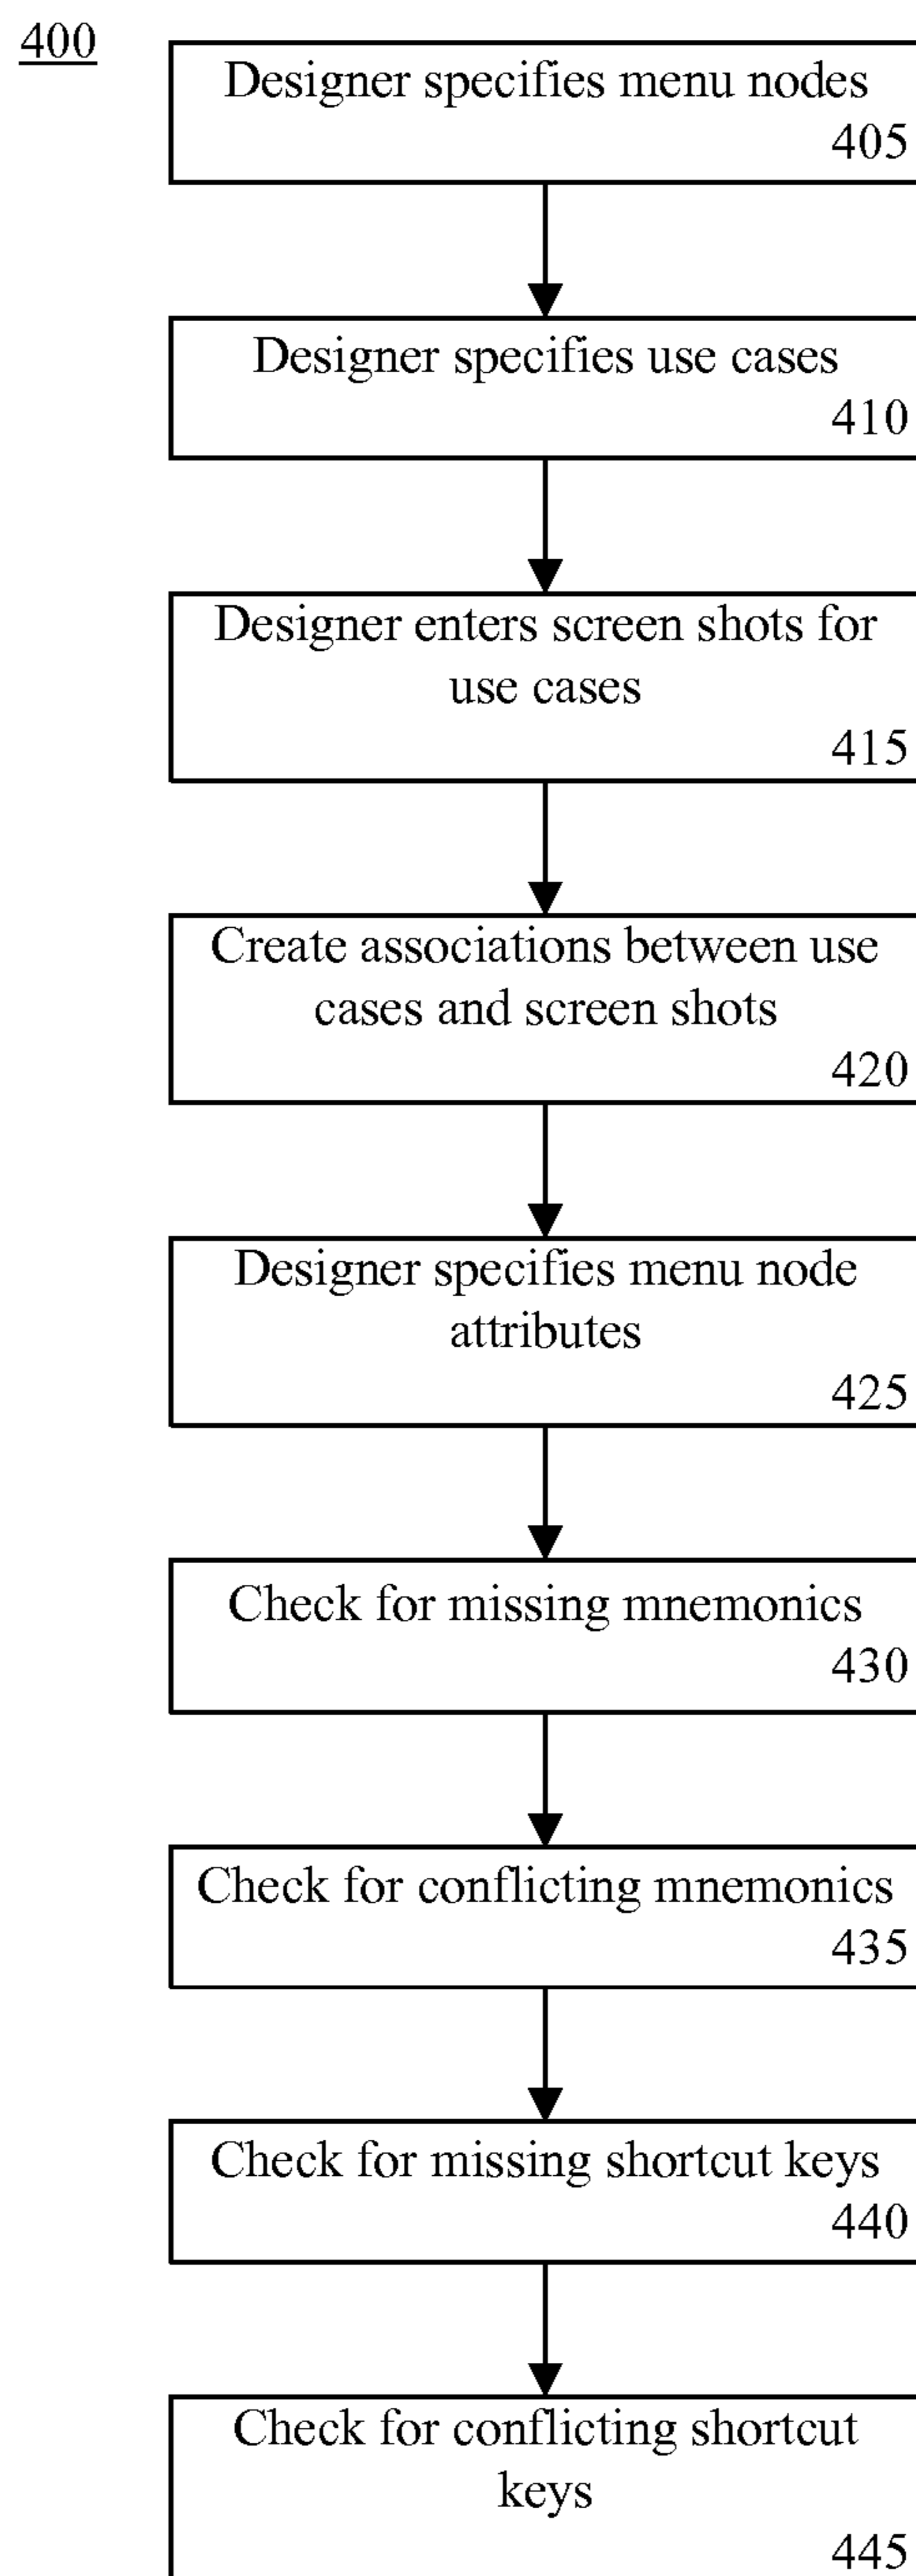 400
Designer specifies menu nodes
405
Designer specifies use cases
410
Designer enters screen shots for
use cases
415
Create associations between use
cases and screen shots
420
Designer specifies menu node
attributes
425
Check for missing mnemonics
430
Check for conflicting mnemonics
435
Check for missing shortcut keys
440
Check for conflicting shortcut
keys
445